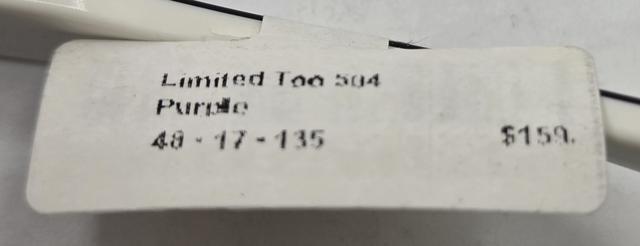 Limited Too 504
Purple
48 - 17 - 135 $159.